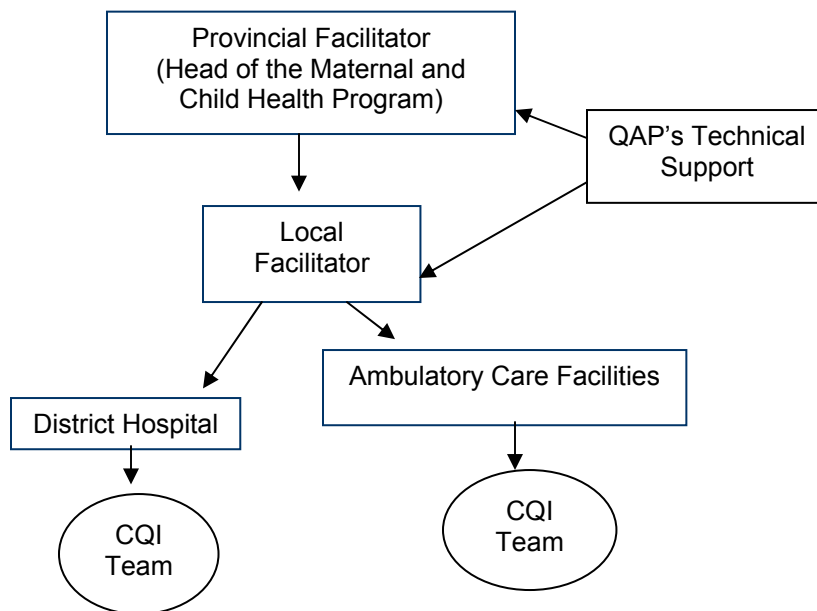 Provincial Facilitator
(Head of the Maternal and
Child Health Program)
QAP's Technical
Support
Local
Facilitator
Ambulatory Care Facilities
District Hospital
CQI
Team
CQI
Team